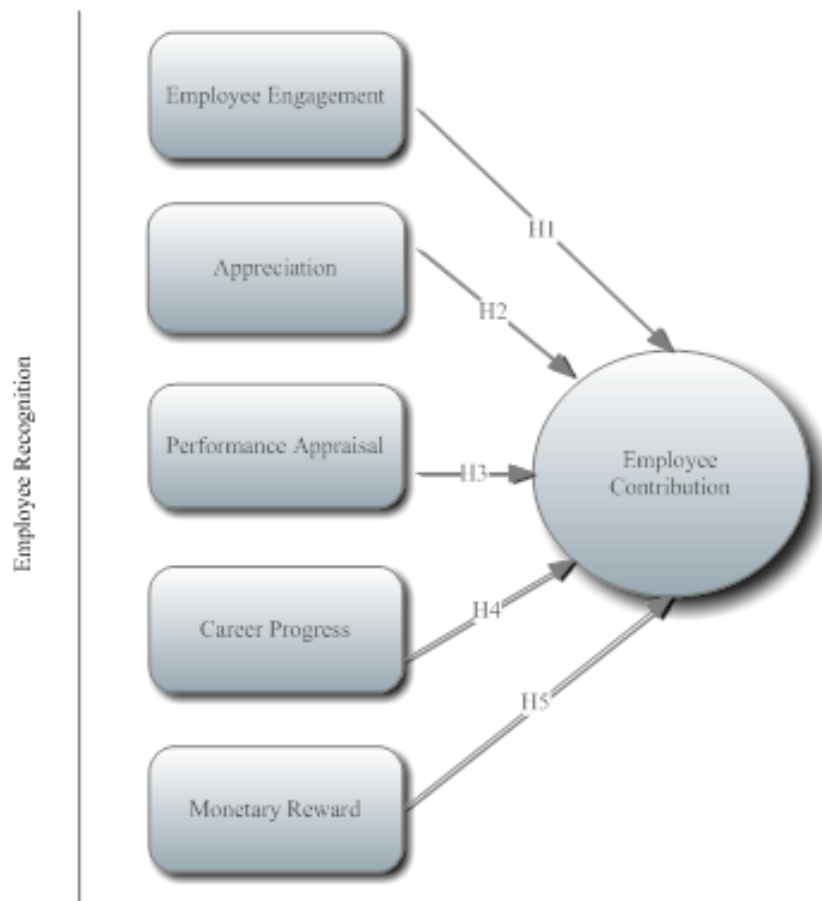 Employee Recognition
Employee Engagement
H1
Appreciation
H2
Performance Appraisal
H3
Employee
Contribution
Career Progress
H4
Monetary Reward
H5